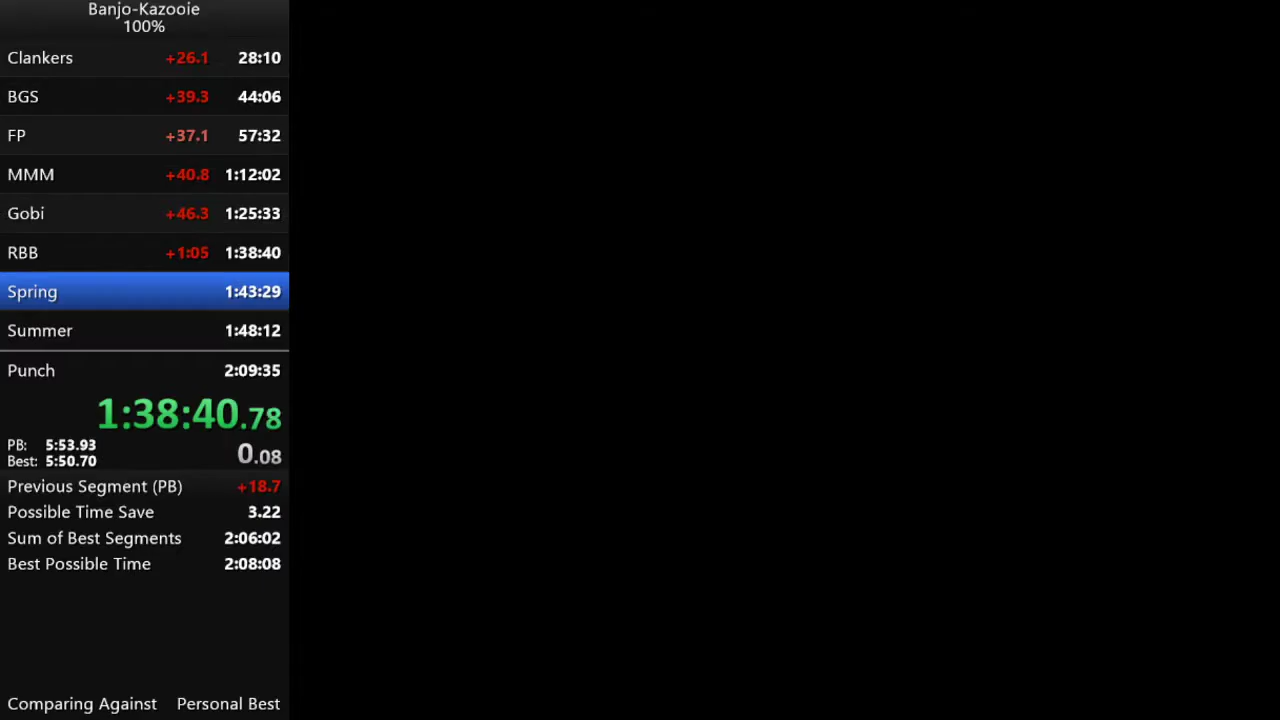 Banjo-Kazooie
100%
Clankers +26.1 28:10
BGS +39.3 44:06
FP +37.1 57:32
MMM +40.8 1:12:02
Gobi +46.3 1:25:33
RBB +1:05 1:38:40
Spring 1:43:29
Summer 1:48:12
Punch 2:09:35
1:38:40.78
PB: 5:53.93
Best: 5:50.70
0.08
Previous Segment (PB) +18.7
Possible Time Save 3.22
Sum of Best Segments 2:06:02
Best Possible Time 2:08:08
Comparing Against Personal Best